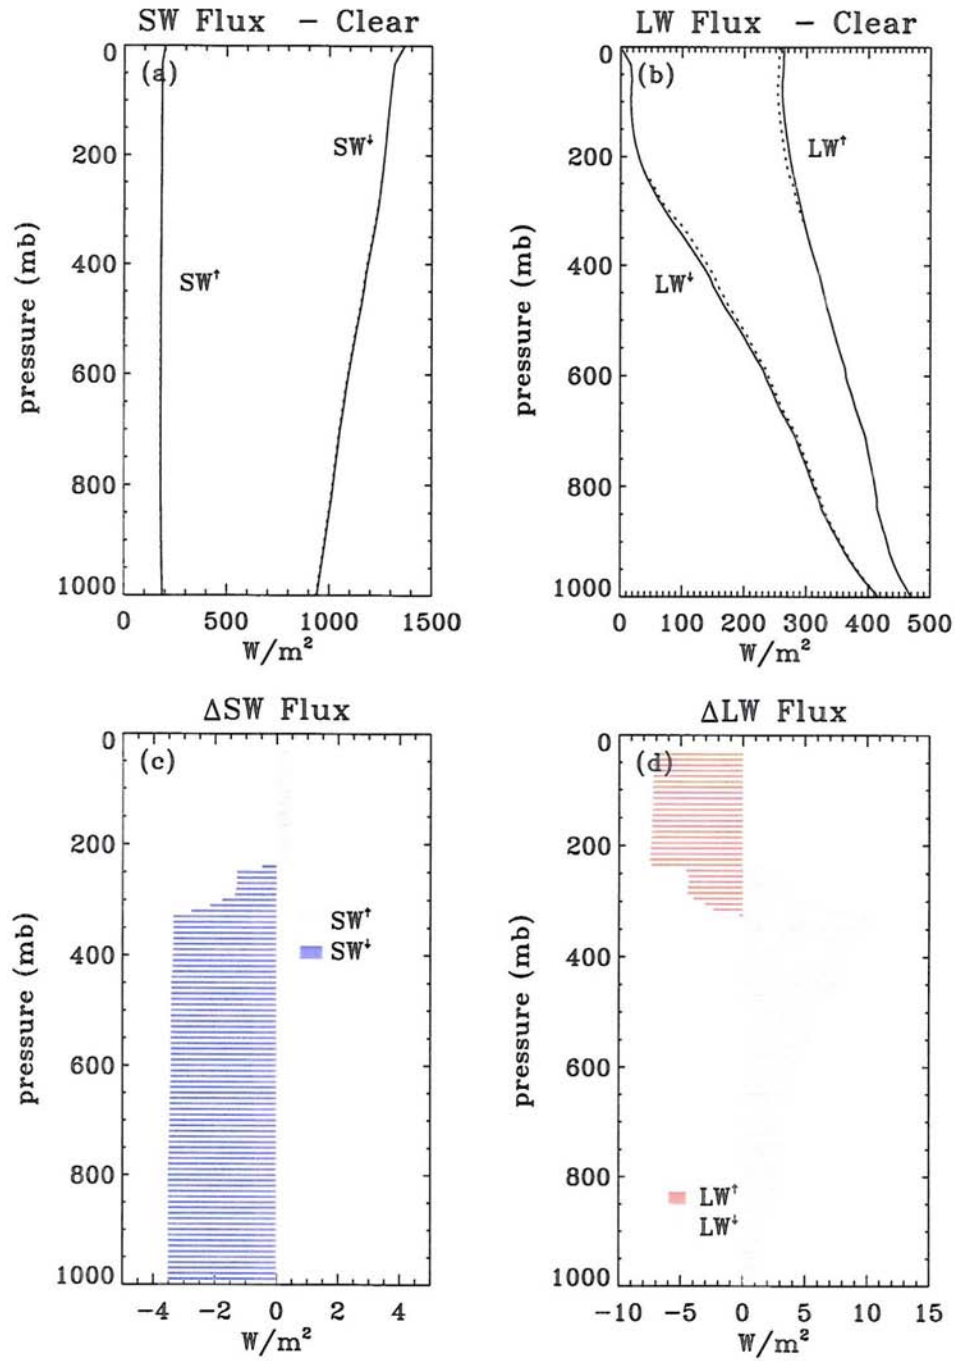 SW Flux - Clear
(a)
0
200
400
600
800
1000
pressure (mb)
SW↓
SW↑
0 500 1000 1500
W/m²
LW Flux - Clear
(b)
0
200
400
600
800
1000
pressure (mb)
LW↑
LW↓
0 100 200 300 400 500
W/m²
ΔSW Flux
(c)
0
200
400
600
800
1000
pressure (mb)
SW↑
SW↓
−4 −2 0 2 4
W/m²
ΔLW Flux
(d)
0
200
400
600
800
1000
pressure (mb)
LW↑
LW↓
−10 −5 0 5 10 15
W/m²